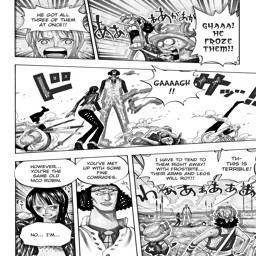 GUAAA!
HE
FROZE
THEM!!
HE GOT ALL
THREE OF THEM
AT ONCE!!
GAAAAGH
!!
TH-
THIS IS
TERRIBLE!
I HAVE TO TEND TO
THEM RIGHT AWAY!
WITH FROSTBITE...
THEIR ARMS AND LEGS
WILL ROT!!
YOU'VE MET
UP WITH
SOME
FINE
COMRADES.
HOWEVER...
YOU'RE THE
SAME OLD
NICO ROBIN.
NO... I'M...